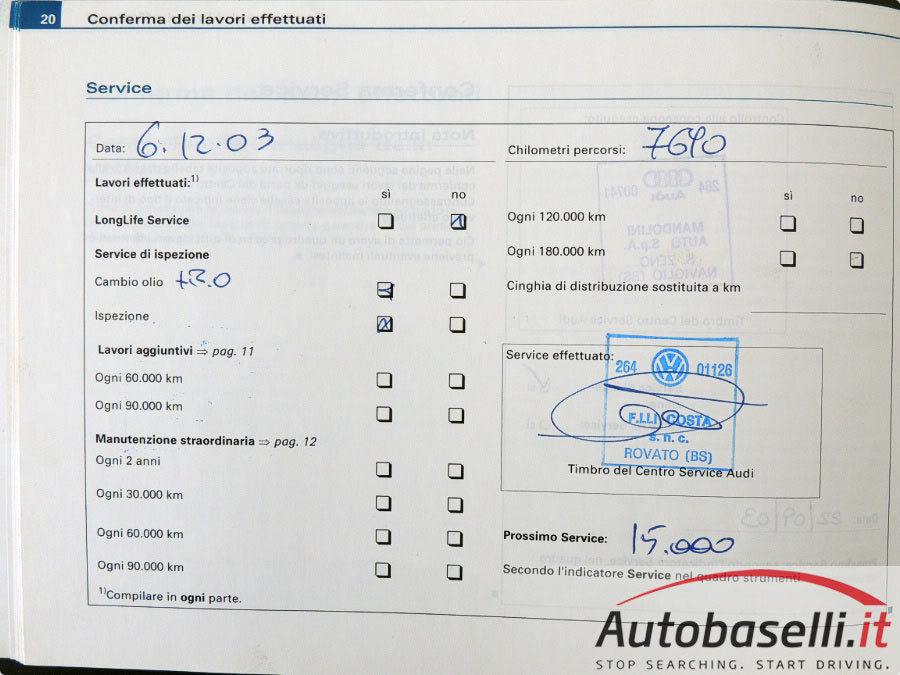 20 Conferma dei lavori effettuati
Service
Data: 6.12.03
Chilometri percorsi: 7690
Lavori effettuati:1)
sì no
LongLife Service
Service di ispezione
Cambio olio
Ispezione
Lavori aggiuntivi ⇒ pag. 11
Ogni 60.000 km
Ogni 90.000 km
Manutenzione straordinaria ⇒ pag. 12
Ogni 2 anni
Ogni 30.000 km
Ogni 60.000 km
Ogni 90.000 km
1)Compilare in ogni parte.
sì no
Ogni 120.000 km
Ogni 180.000 km
Cinghia di distribuzione sostituita a km
Service effettuato:
264 01126
F.LLI COSTA
s.n.c.
ROVATO (BS)
Timbro del Centro Service Audi
Prossimo Service: 15.000
Secondo l'indicatore Service nel quadro strumenti
Autobaselli.it
STOP SEARCHING. START DRIVING.